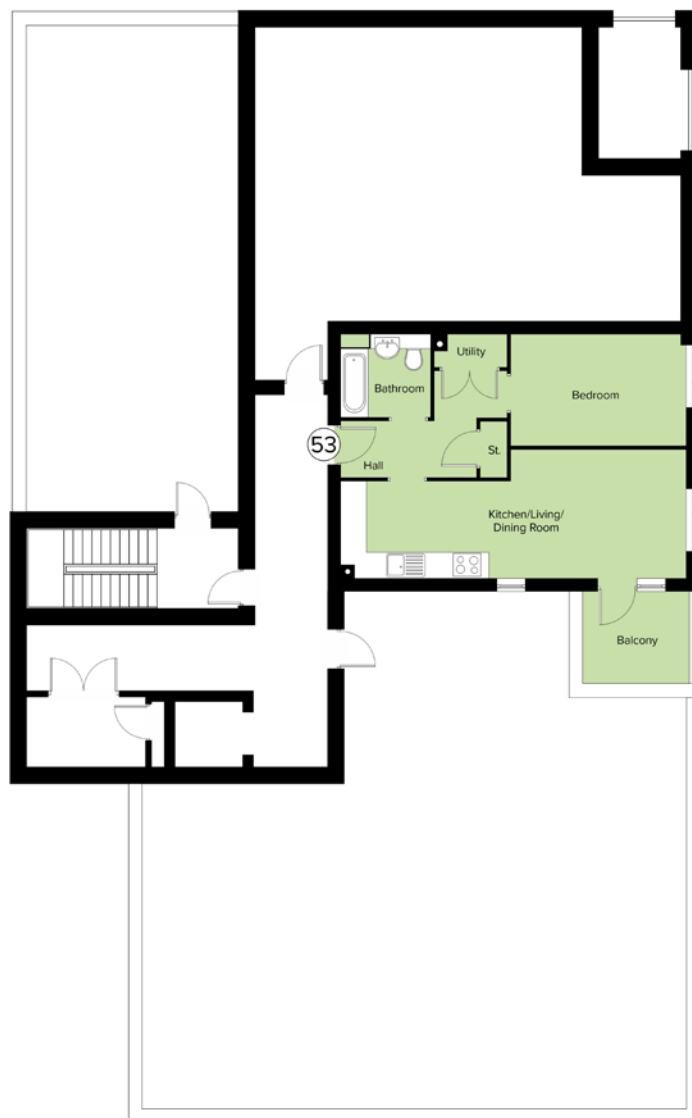 Utility
Bathroom
Bedroom
53
St.
Hall
Kitchen/Living/
Dining Room
Balcony